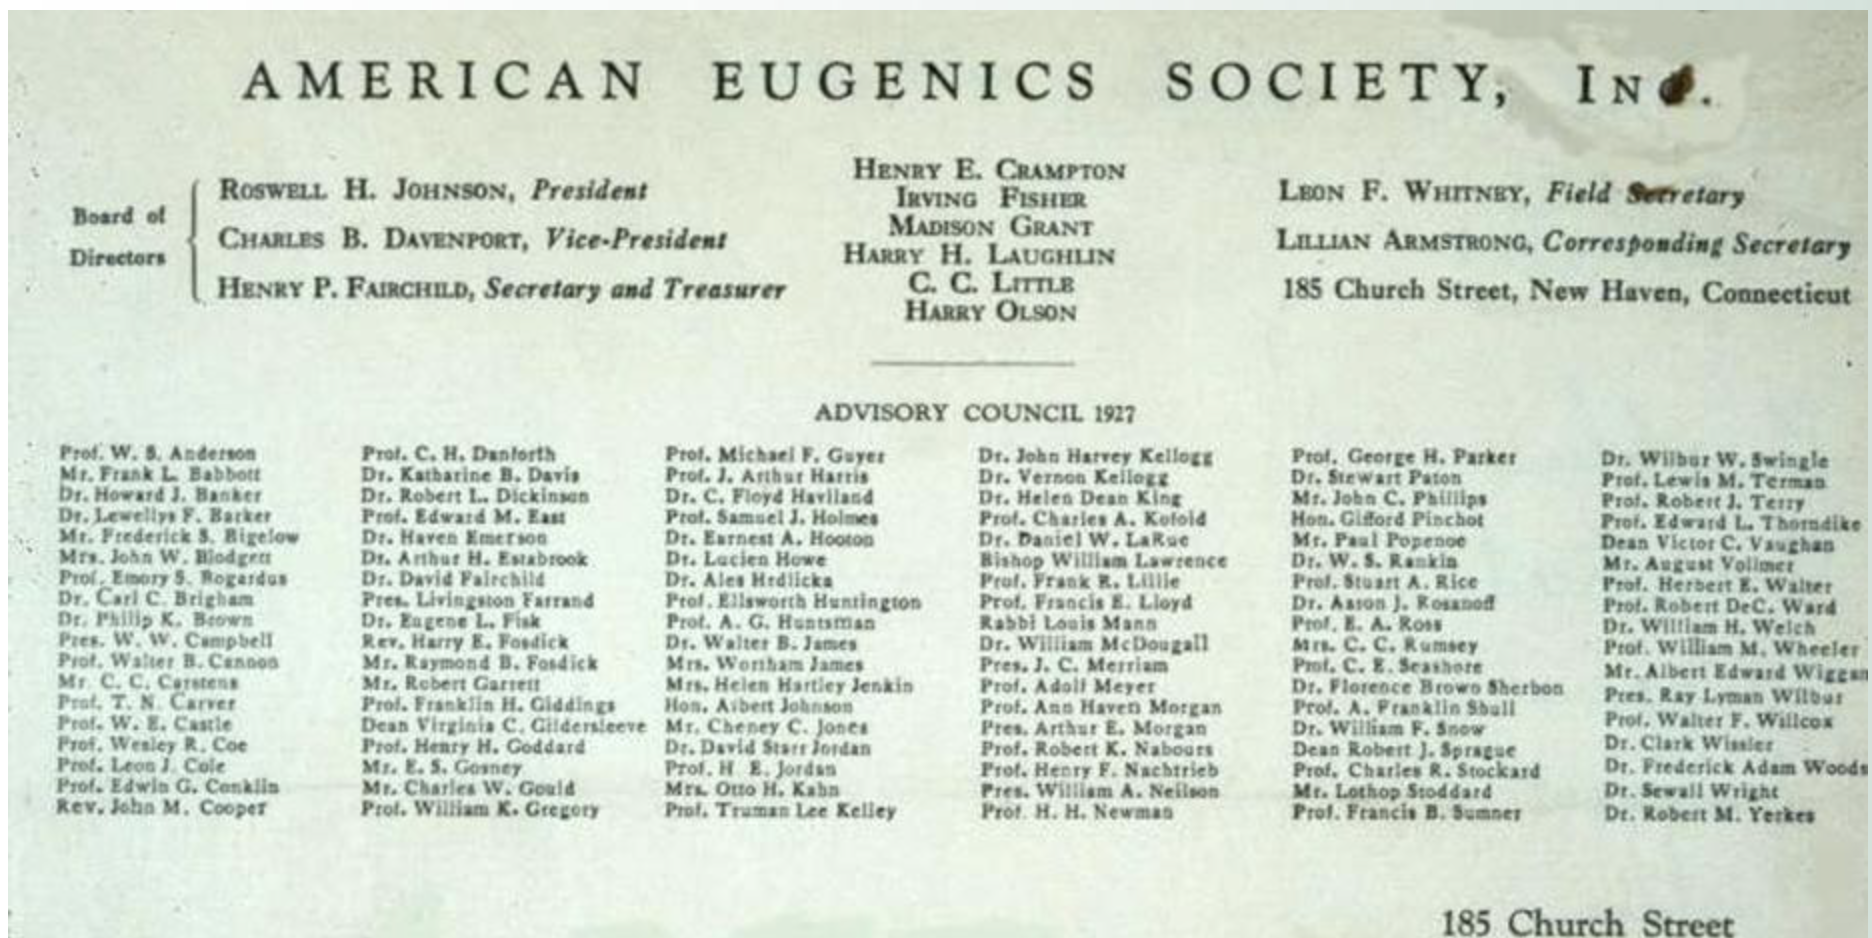 AMERICAN EUGENICS SOCIETY, INC.
Board of
Directors
ROSWELL H. JOHNSON, President
CHARLES B. DAVENPORT, Vice-President
HENRY P. FAIRCHILD, Secretary and Treasurer
HENRY E. CRAMPTON
IRVING FISHER
MADISON GRANT
HARRY H. LAUGHLIN
C. C. LITTLE
HARRY OLSON
LEON F. WHITNEY, Field Secretary
LILLIAN ARMSTRONG, Corresponding Secretary
185 Church Street, New Haven, Connecticut
ADVISORY COUNCIL 1927
Prof. W. S. Anderson
Mr. Frank L. Babbott
Dr. Howard J. Banker
Dr. Lewellys F. Barker
Mr. Frederick S. Bigelow
Mrs. John W. Blodgett
Prof. Emory S. Bogardus
Dr. Carl C. Brigham
Dr. Philip K. Brown
Pres. W. W. Campbell
Prof. Walter B. Cannon
Mr. C. C. Carstens
Prof. T. N. Carver
Prof. W. E. Castle
Prof. Wesley R. Coe
Prof. Leon J. Cole
Prof. Edwin G. Conklin
Rev. John M. Cooper
Prof. C. H. Danforth
Dr. Katharine B. Davis
Dr. Robert L. Dickinson
Prof. Edward M. East
Dr. Haven Emerson
Dr. Arthur H. Estabrook
Dr. David Fairchild
Pres. Livingston Farrand
Dr. Eugene L. Fisk
Rev. Harry E. Fosdick
Mr. Raymond B. Fosdick
Mr. Robert Garrett
Prof. Franklin H. Giddings
Dean Virginia C. Gildersleeve
Prof. Henry H. Goddard
Mr. E. S. Gosney
Mr. Charles W. Gould
Prof. William K. Gregory
Prof. Michael F. Guyer
Prof. J. Arthur Harris
Dr. C. Floyd Haviland
Prof. Samuel J. Holmes
Dr. Earnest A. Hooton
Dr. Lucien Howe
Dr. Ales Hrdlicka
Prof. Ellsworth Huntington
Prof. A. G. Huntsman
Dr. Walter B. James
Mrs. Wortham James
Mrs. Helen Hartley Jenkin
Hon. Albert Johnson
Mr. Cheney C. Jones
Dr. David Starr Jordan
Prof. H E. Jordan
Mrs. Otto H. Kahn
Prof. Truman Lee Kelley
Dr. John Harvey Kellogg
Dr. Vernon Kellogg
Dr. Helen Dean King
Prof. Charles A. Kofoid
Dr. Daniel W. LaRue
Bishop William Lawrence
Prof. Frank R. Lillie
Prof. Francis E. Lloyd
Rabbi Louis Mann
Dr. William McDougall
Pres. J. C. Merriam
Prof. Adolf Meyer
Prof. Ann Haven Morgan
Pres. Arthur E. Morgan
Prof. Robert K. Nabours
Prof. Henry F. Nachtrieb
Pres. William A. Neilson
Prof. H. H. Newman
Prof. George H. Parker
Dr. Stewart Paton
Mr. John C. Phillips
Hon. Gifford Pinchot
Mr. Paul Popenoe
Dr. W. S. Rankin
Prof. Stuart A. Rice
Dr. Aaron J. Rosanoff
Prof. E. A. Ross
Mrs. C. C. Rumsey
Prof. C. E. Seashore
Dr. Florence Brown Sherbon
Prof. A. Franklin Shull
Dr. William F. Snow
Dean Robert J. Sprague
Prof. Charles R. Stockard
Mr. Lothop Stoddard
Prof. Francis B. Sumner
Dr. Wilbur W. Swingle
Prof. Lewis M. Terman
Prof. Robert J. Terry
Prof. Edward L. Thorndike
Dean Victor C. Vaughan
Mr. August Vollmer
Prof. Herbert E. Walter
Prof. Robert DeC. Ward
Dr. William H. Welch
Prof. William M. Wheeler
Mr. Albert Edward Wiggam
Pres. Ray Lyman Wilbur
Prof. Walter F. Willcox
Dr. Clark Wissler
Dr. Frederick Adam Woods
Dr. Sewall Wright
Dr. Robert M. Yerkes
185 Church Street